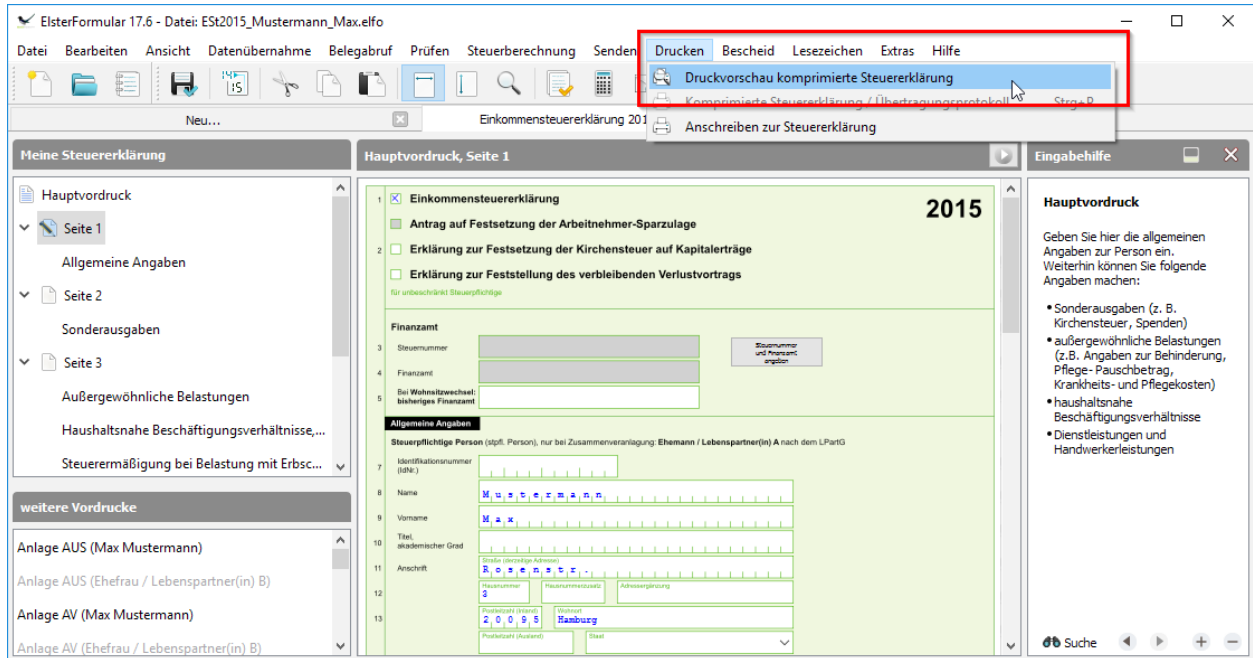 ElsterFormular 17.6 - Datei: ESt2015_Mustermann_Max.elfo
Datei Bearbeiten Ansicht Datenübernahme Belegabruf Prüfen Steuerberechnung Senden Drucken Bescheid Lesezeichen Extras Hilfe
Druckvorschau komprimierte Steuererklärung
Komprimierte Steuererklärung / Übertragungsprotokoll Strg+P
Anschreiben zur Steuererklärung
Neu...
Einkommensteuererklärung 201
Meine Steuererklärung
Hauptvordruck
Seite 1
Allgemeine Angaben
Seite 2
Sonderausgaben
Seite 3
Außergewöhnliche Belastungen
Haushaltsnahe Beschäftigungsverhältnisse,...
Steuerermäßigung bei Belastung mit Erbsc...
weitere Vordrucke
Anlage AUS (Max Mustermann)
Anlage AUS (Ehefrau / Lebenspartner(in) B)
Anlage AV (Max Mustermann)
Anlage AV (Ehefrau / Lebenspartner(in) B)
Hauptvordruck, Seite 1
1 Einkommensteuererklärung
2015
Antrag auf Festsetzung der Arbeitnehmer-Sparzulage
2 Erklärung zur Festsetzung der Kirchensteuer auf Kapitalerträge
Erklärung zur Feststellung des verbleibenden Verlustvortrags
für unbeschränkt Steuerpflichtige
Finanzamt
3 Steuernummer
Steuernummer
und Finanzamt
angeben
4 Finanzamt
5 Bei Wohnsitzwechsel:
bisheriges Finanzamt
Allgemeine Angaben
Steuerpflichtige Person (stpfl. Person), nur bei Zusammenveranlagung: Ehemann / Lebenspartner(in) A nach dem LPartG
7 Identifikationsnummer
(IdNr.)
8 Name Mustermann
9 Vorname Max
10 Titel,
akademischer Grad
Straße (derzeitige Adresse)
11 Anschrift Rosenstr.
Hausnummer Hausnummerzusatz Adressergänzung
12 3
Postleitzahl (Inland) Wohnort
13 20095 Hamburg
Postleitzahl (Ausland) Staat
Eingabehilfe
Hauptvordruck
Geben Sie hier die allgemeinen
Angaben zur Person ein.
Weiterhin können Sie folgende
Angaben machen:
•Sonderausgaben (z. B.
Kirchensteuer, Spenden)
•außergewöhnliche Belastungen
(z.B. Angaben zur Behinderung,
Pflege- Pauschbetrag,
Krankheits- und Pflegekosten)
•haushaltsnahe
Beschäftigungsverhältnisse
•Dienstleistungen und
Handwerkerleistungen
Suche